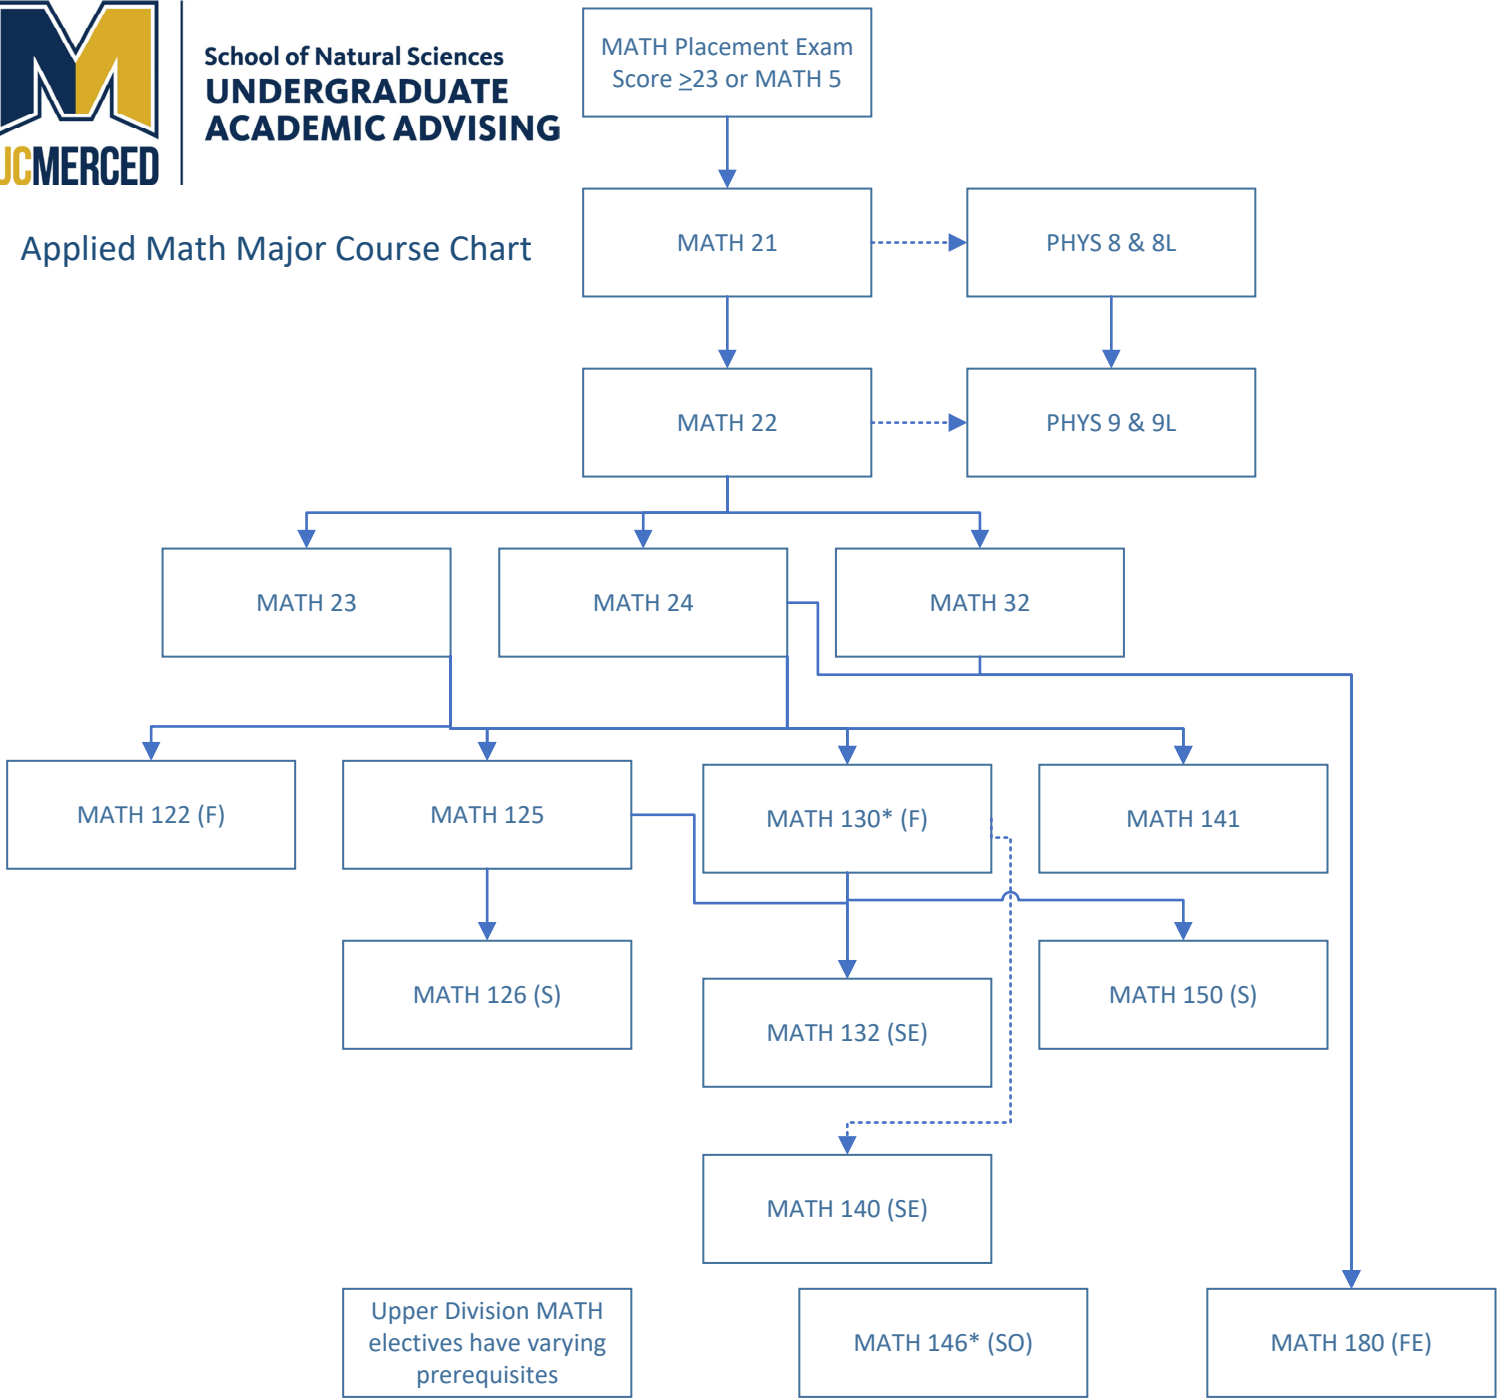 School of Natural Sciences
UNDERGRADUATE
ACADEMIC ADVISING
UCMERCED
Applied Math Major Course Chart
MATH Placement Exam
Score ≥23 or MATH 5
MATH 21
PHYS 8 & 8L
MATH 22
PHYS 9 & 9L
MATH 23
MATH 24
MATH 32
MATH 122 (F)
MATH 125
MATH 130* (F)
MATH 141
MATH 126 (S)
MATH 132 (SE)
MATH 150 (S)
MATH 140 (SE)
Upper Division MATH
electives have varying
prerequisites
MATH 146* (SO)
MATH 180 (FE)